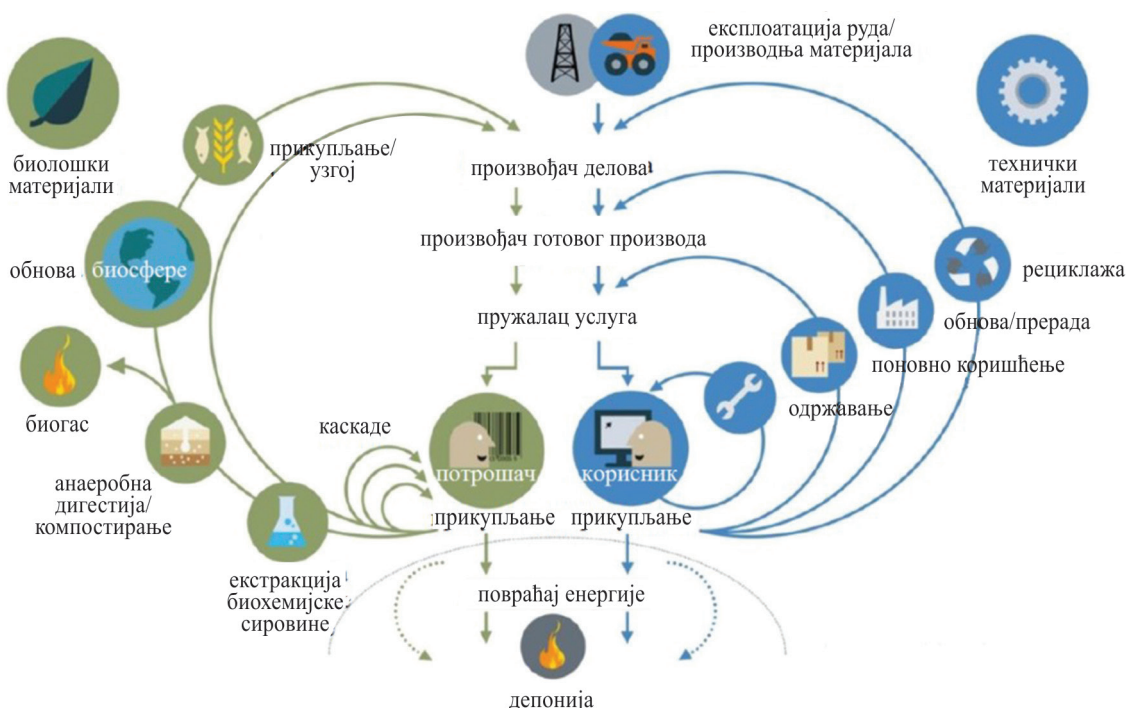 експлоатација руда/
производња материјала
биолошки
материјали
прикупљање/
узгој
произвођач делова
технички
материјали
произвођач готовог производа
обнова биосфере
рециклажа
пружалац услуга
обнова/прерада
поновно коришћење
биогас
каскаде
одржавање
потрошач
корисник
анаеробна
дигестија/
компостирање
прикупљање
прикупљање
екстракција
биохемијске
сировине
повраћај енергије
депонија